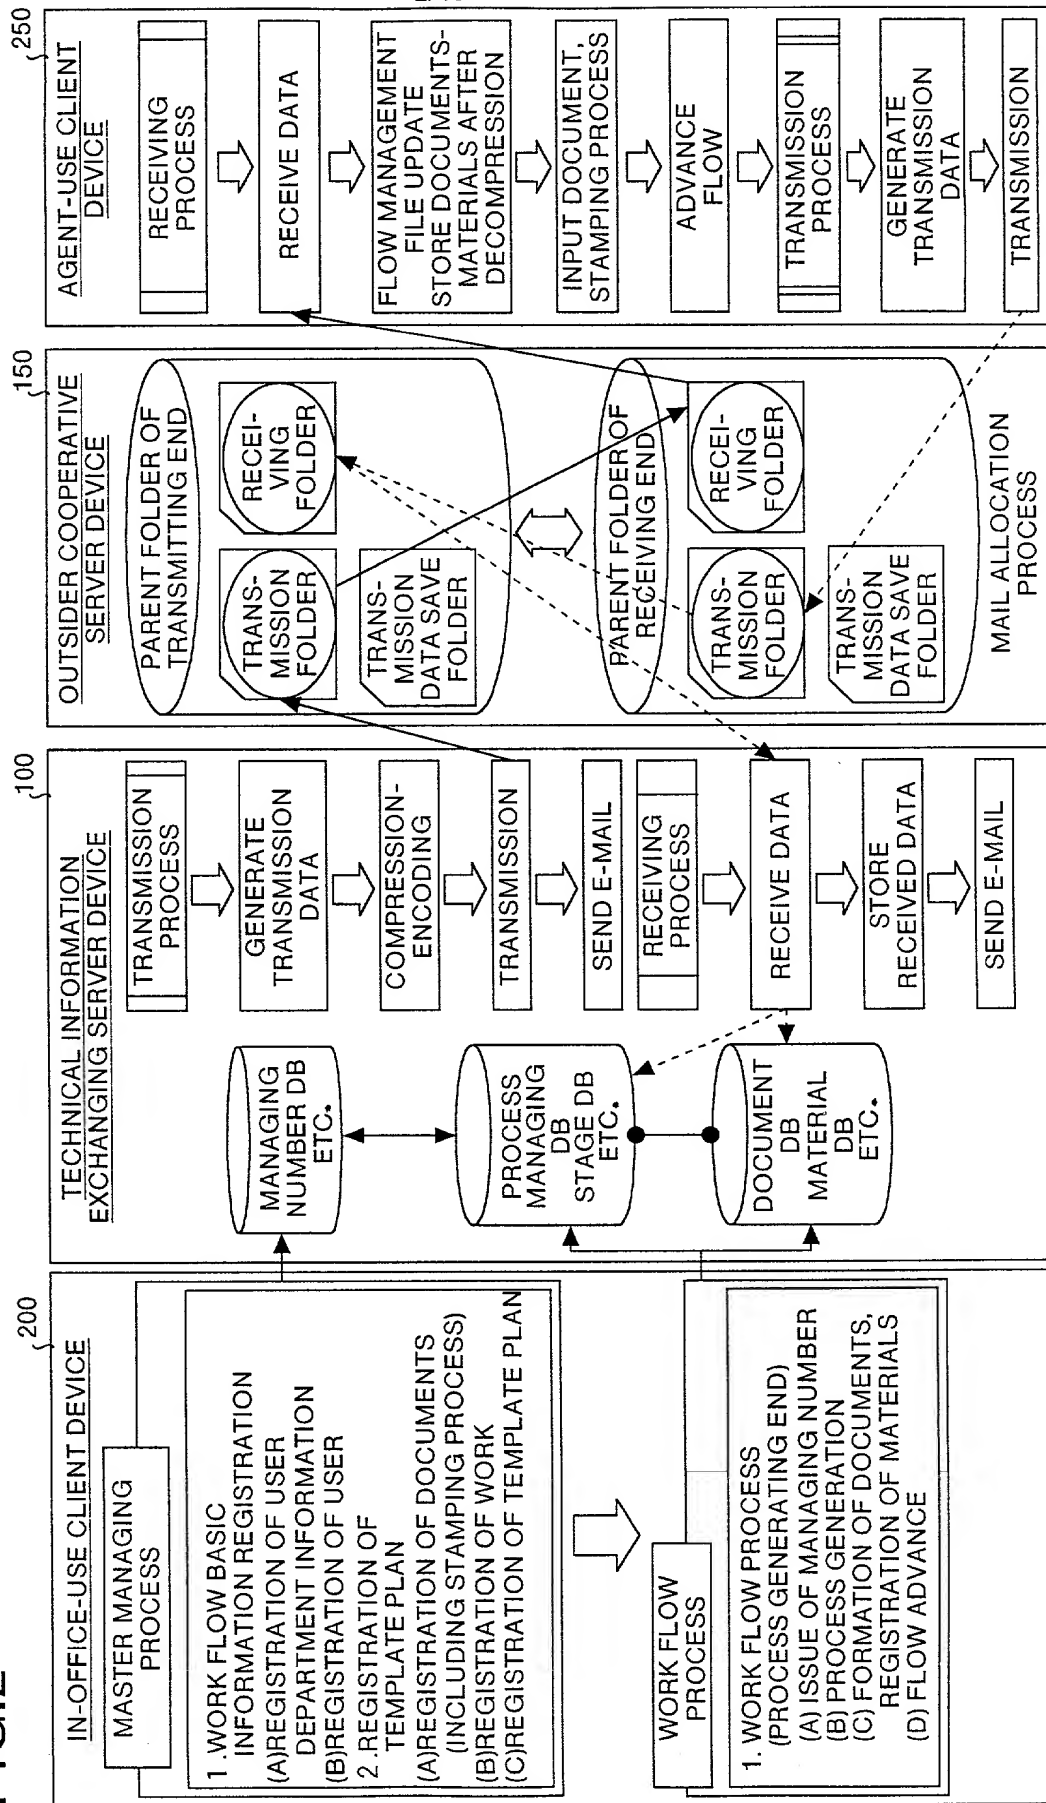 200
IN-OFFICE-USE CLIENT DEVICE
MASTER MANAGING
PROCESS
1 .WORK FLOW BASIC
INFORMATION REGISTRATION
(A)REGISTRATION OF USER
DEPARTMENT INFORMATION
(B)REGISTRATION OF USER
2 .REGISTRATION OF
TEMPLATE PLAN
(A)REGISTRATION OF DOCUMENTS
(INCLUDING STAMPING PROCESS)
(B)REGISTRATION OF WORK
(C)REGISTRATION OF TEMPLATE PLAN
WORK FLOW
PROCESS
1. WORK FLOW PROCESS
(PROCESS GENERATING END)
(A) ISSUE OF MANAGING NUMBER
(B) PROCESS GENERATION
(C) FORMATION OF DOCUMENTS,
REGISTRATION OF MATERIALS
(D) FLOW ADVANCE
100
TECHNICAL INFORMATION
EXCHANGING SERVER DEVICE
MANAGING
NUMBER DB
ETC.
PROCESS
MANAGING
DB
STAGE DB
ETC.
DOCUMENT
DB
MATERIAL
DB
ETC.
TRANSMISSION
PROCESS
GENERATE
TRANSMISSION
DATA
COMPRESSION-
ENCODING
TRANSMISSION
SEND E-MAIL
RECEIVING
PROCESS
RECEIVE DATA
STORE
RECEIVED DATA
SEND E-MAIL
150
OUTSIDER COOPERATIVE
SERVER DEVICE
PARENT FOLDER OF
TRANSMITTING END
TRANS-
MISSION
FOLDER
RECEI-
VING
FOLDER
TRANS-
MISSION
DATA SAVE
FOLDER
PARENT FOLDER OF
RECEIVING END
TRANS-
MISSION
FOLDER
RECEI-
VING
FOLDER
TRANS-
MISSION
DATA SAVE
FOLDER
MAIL ALLOCATION
PROCESS
250
AGENT-USE CLIENT
DEVICE
RECEIVING
PROCESS
RECEIVE DATA
FLOW MANAGEMENT
FILE UPDATE
STORE DOCUMENTS-
MATERIALS AFTER
DECOMPRESSION
INPUT DOCUMENT,
STAMPING PROCESS
ADVANCE
FLOW
TRANSMISSION
PROCESS
GENERATE
TRANSMISSION
DATA
TRANSMISSION